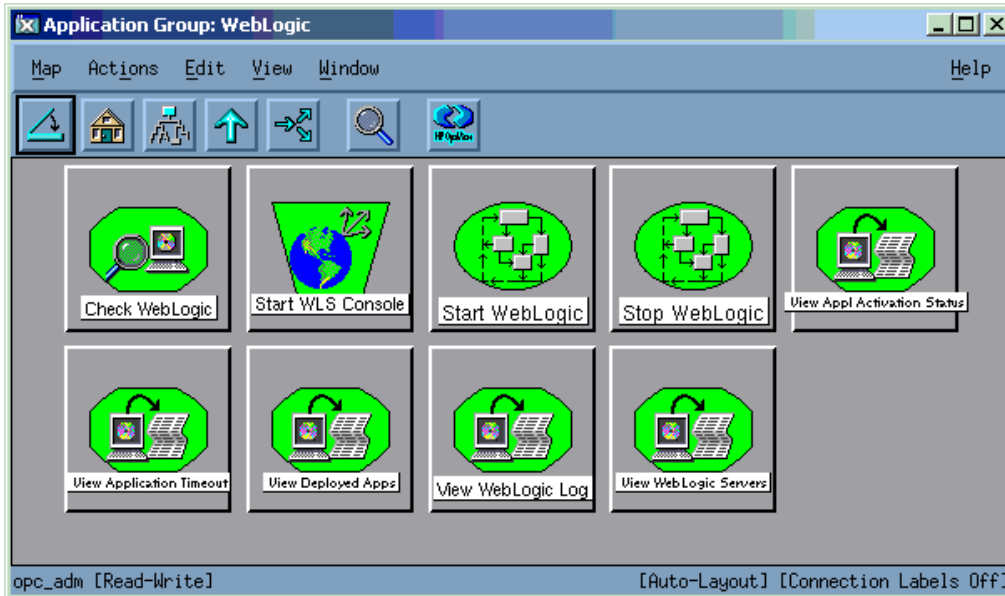 Application Group: WebLogic
Map Actions Edit View Window Help
HP OpenView
Check WebLogic
Start WLS Console
Start WebLogic
Stop WebLogic
View Appl Activation Status
View Application Timeout
View Deployed Apps
View WebLogic Log
View WebLogic Servers
opc_adm [Read-Write]
[Auto-Layout] [Connection Labels Off]